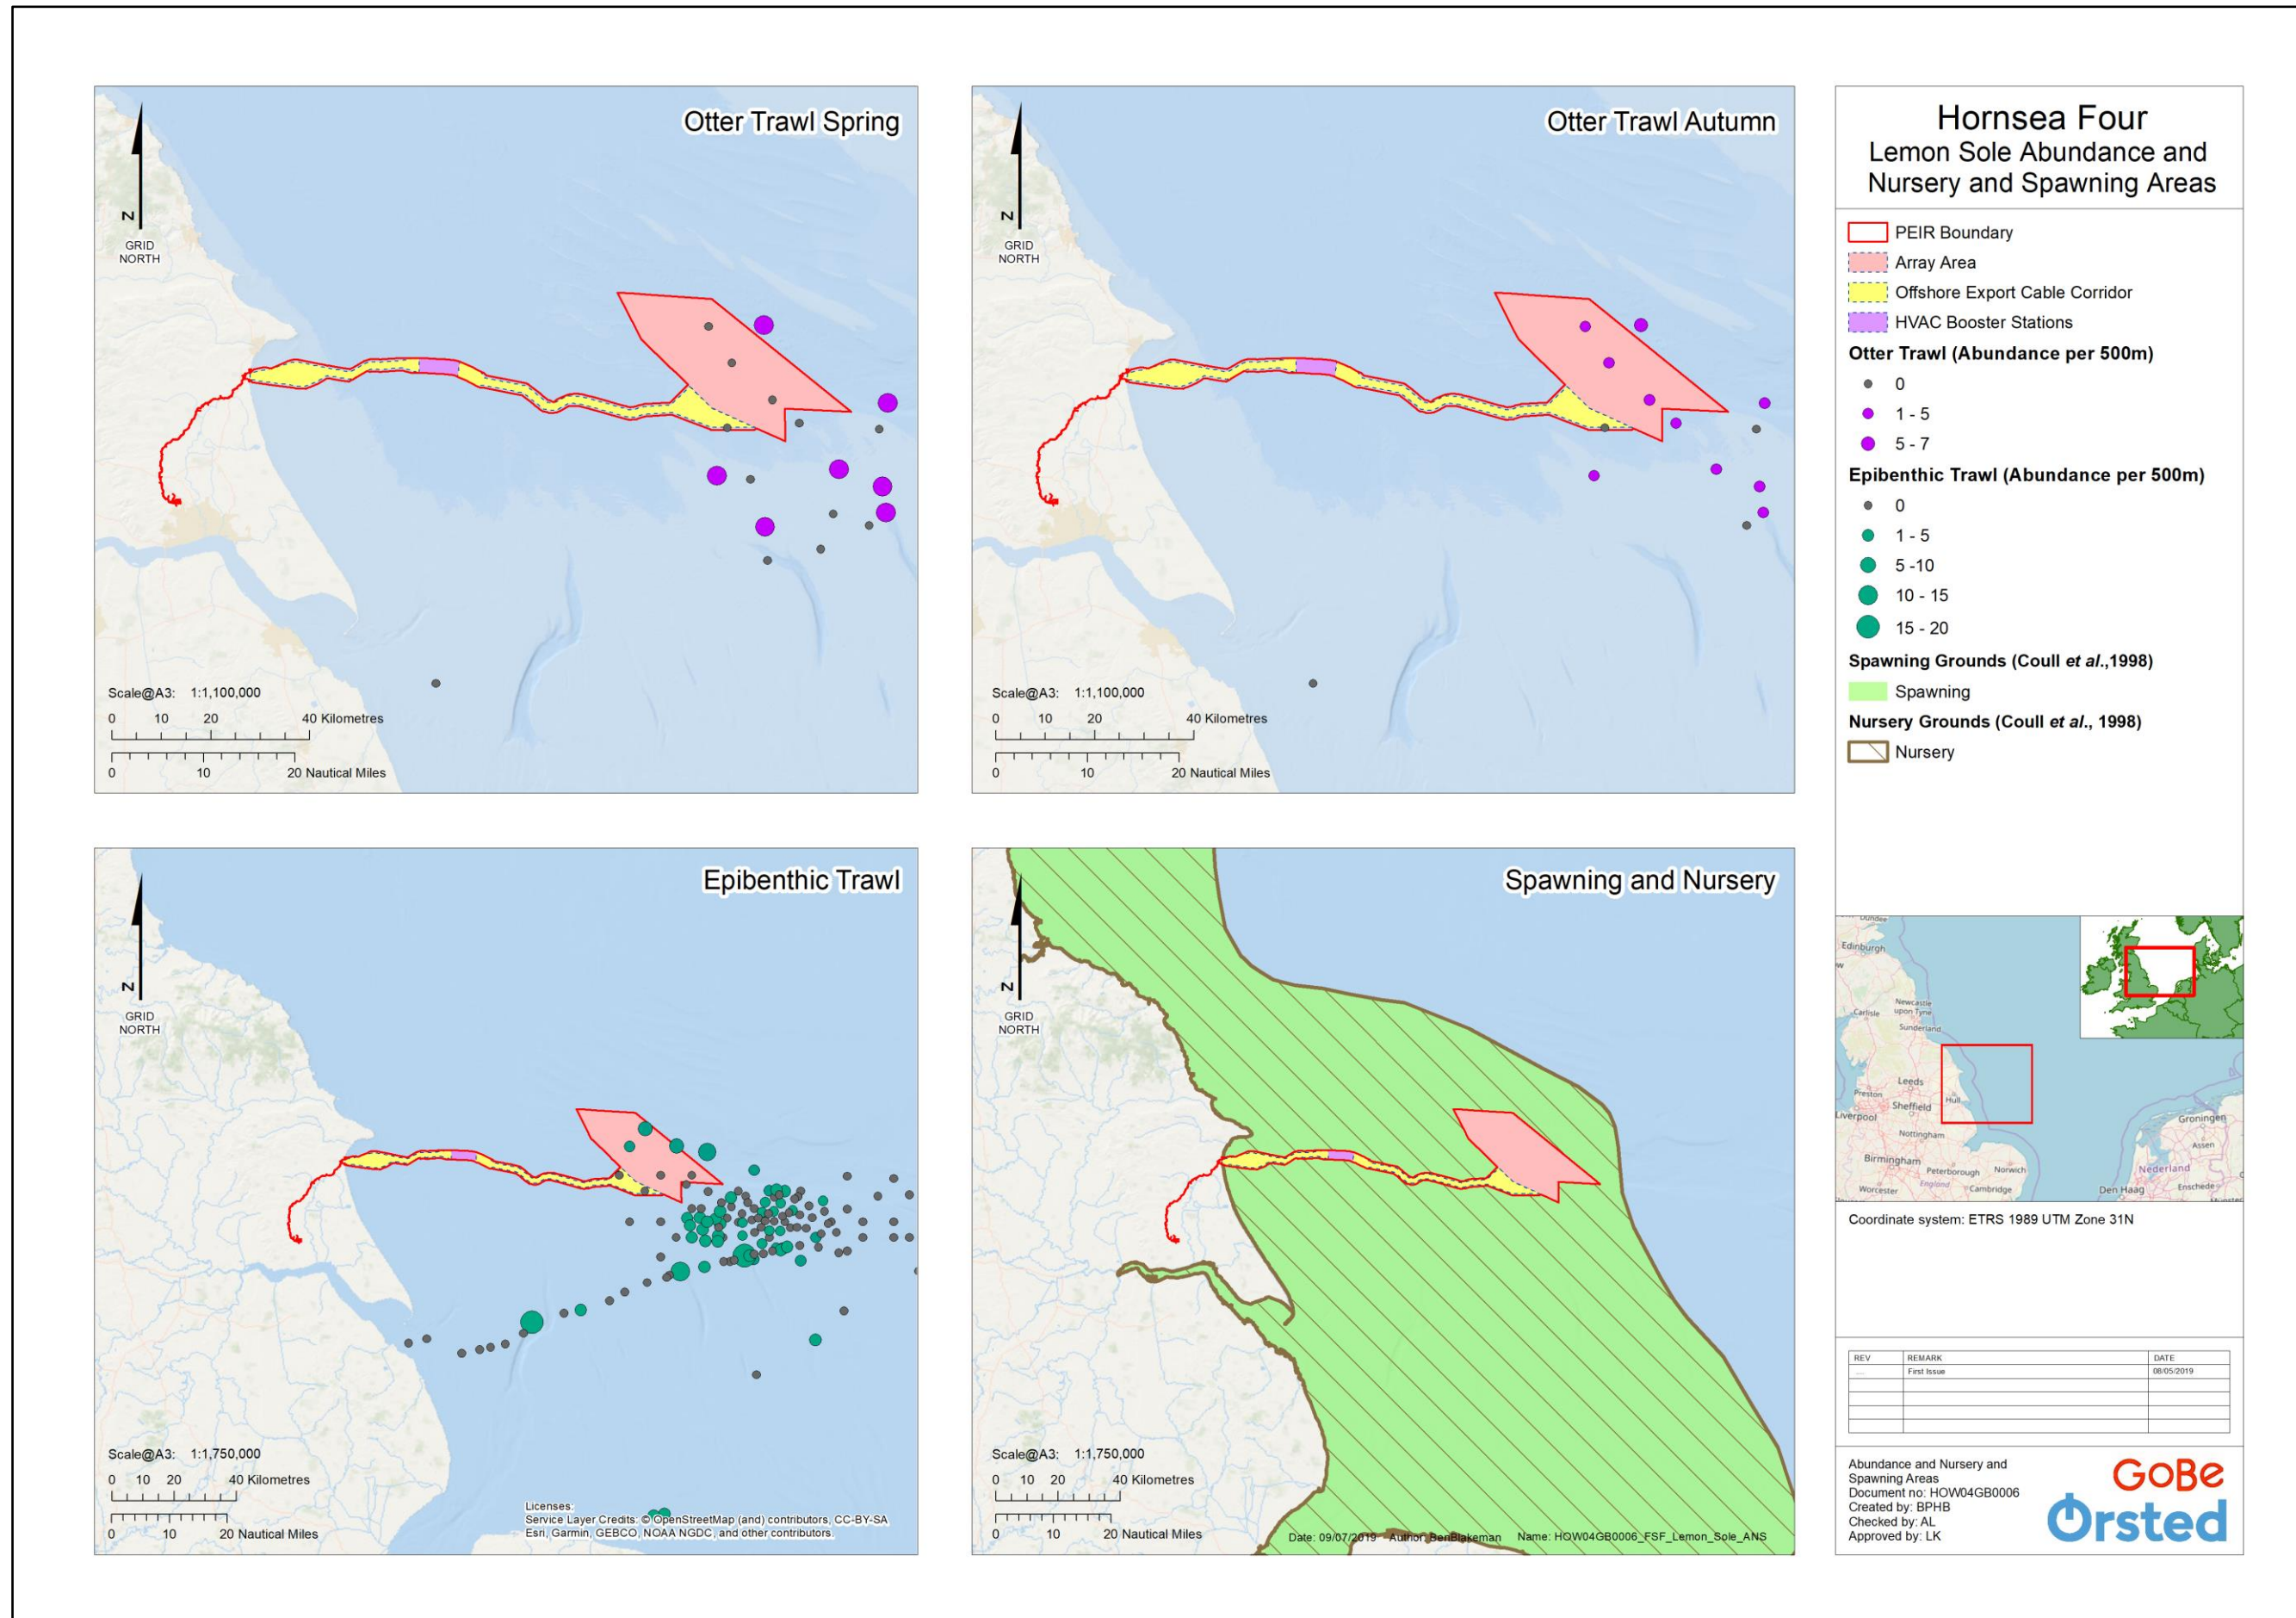 Otter Trawl Spring
N
GRID
NORTH
Scale@A3: 1:1,100,000
0 10 20 40 Kilometres
0 10 20 Nautical Miles
Otter Trawl Autumn
N
GRID
NORTH
Scale@A3: 1:1,100,000
0 10 20 40 Kilometres
0 10 20 Nautical Miles
Epibenthic Trawl
N
GRID
NORTH
Scale@A3: 1:1,750,000
0 10 20 40 Kilometres
0 10 20 Nautical Miles
Licenses:
Service Layer Credits: © OpenStreetMap (and) contributors, CC-BY-SA
Esri, Garmin, GEBCO, NOAA NGDC, and other contributors.
Spawning and Nursery
N
GRID
NORTH
Scale@A3: 1:1,750,000
0 10 20 40 Kilometres
0 10 20 Nautical Miles
Date: 09/07/2019 Author: BenBlakeman Name: HOW04GB0006_FSF_Lemon_Sole_ANS
Hornsea Four
Lemon Sole Abundance and
Nursery and Spawning Areas
PEIR Boundary
Array Area
Offshore Export Cable Corridor
HVAC Booster Stations
Otter Trawl (Abundance per 500m)
0
1 - 5
5 - 7
Epibenthic Trawl (Abundance per 500m)
0
1 - 5
5 -10
10 - 15
15 - 20
Spawning Grounds (Coull et al.,1998)
Spawning
Nursery Grounds (Coull et al., 1998)
Nursery
Dundee
Edinburgh
Newcastle
upon Tyne
Carlisle
Sunderland
Leeds
Preston
Hull
Liverpool
Sheffield
Nottingham
Birmingham
Peterborough
Norwich
Worcester
England
Cambridge
Groningen
Assen
Nederland
Den Haag
Enschede
Coordinate system: ETRS 1989 UTM Zone 31N
REV REMARK DATE
.... First Issue 08/05/2019
Abundance and Nursery and
Spawning Areas
Document no: HOW04GB0006
Created by: BPHB
Checked by: AL
Approved by: LK
GoBe
Ørsted